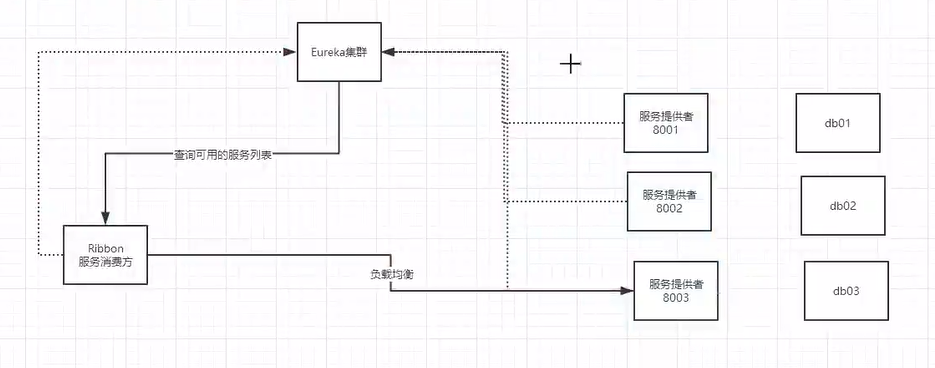 Eureka集群
服务提供者
8001
db01
查询可用的服务列表
服务提供者
8002
db02
Ribbon
服务消费方
负载均衡
服务提供者
8003
db03